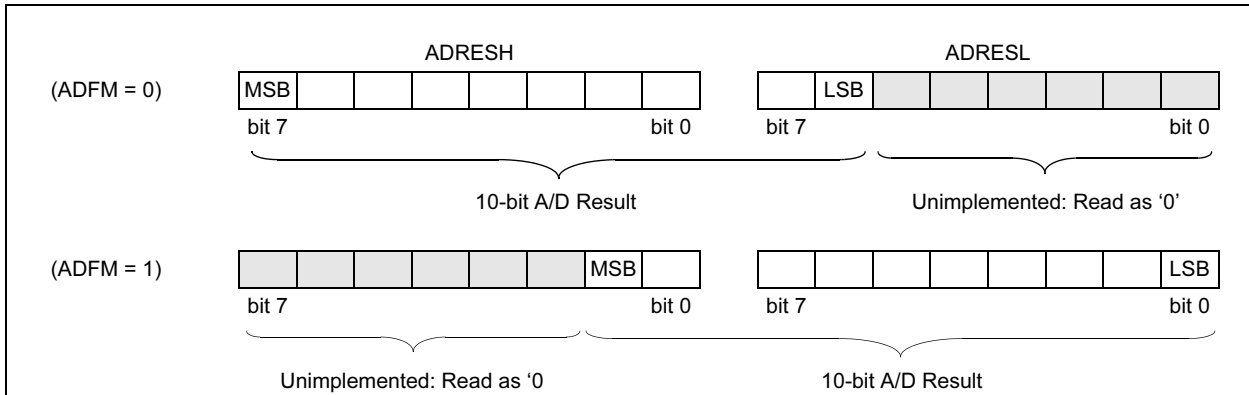 ADRESH ADRESL
(ADFM = 0) MSB LSB
bit 7 bit 0 bit 7 bit 0
10-bit A/D Result Unimplemented: Read as ‘0’
(ADFM = 1) MSB LSB
bit 7 bit 0 bit 7 bit 0
Unimplemented: Read as ‘0 10-bit A/D Result